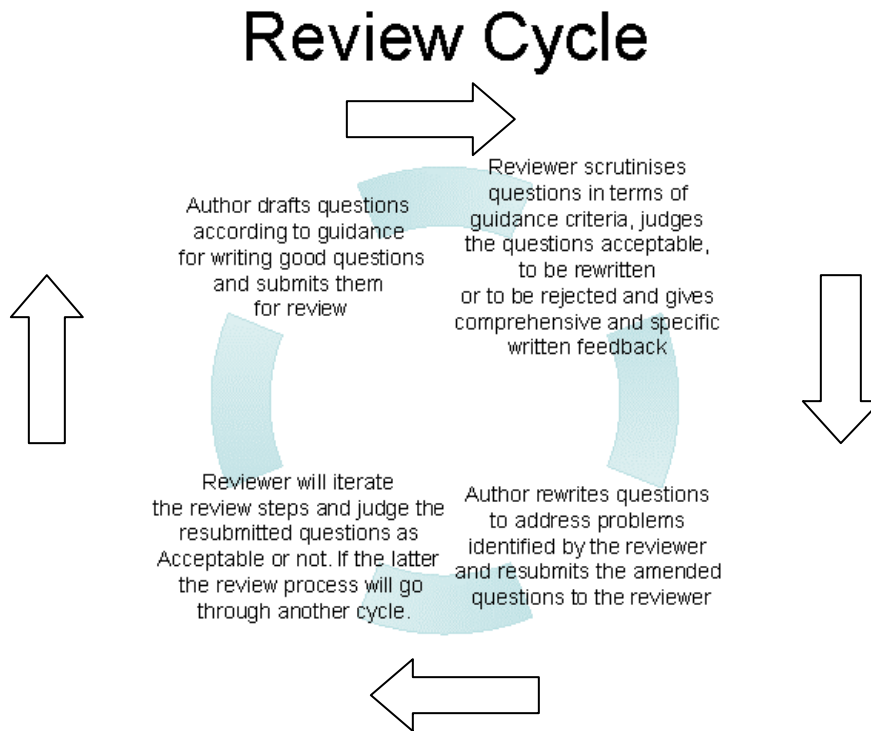 Review Cycle
Author drafts questions
according to guidance
for writing good questions
and submits them
for review
Reviewer scrutinises
questions in terms of
guidance criteria, judges
the questions acceptable,
to be rewritten
or to be rejected and gives
comprehensive and specific
written feedback
Author rewrites questions
to address problems
identified by the reviewer
and resubmits the amended
questions to the reviewer
Reviewer will iterate
the review steps and judge the
resubmitted questions as
Acceptable or not. If the latter
the review process will go
through another cycle.